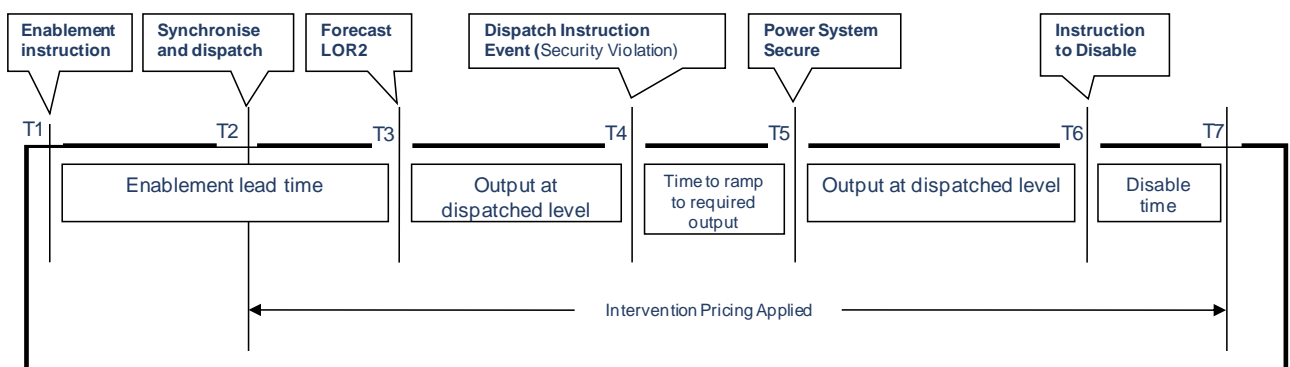 Enablement
instruction
Synchronise
and dispatch
Forecast
LOR2
Dispatch Instruction
Event (Security Violation)
Power System
Secure
Instruction
to Disable
T1
T2
T3
T4
T5
T6
T7
Enablement lead time
Output at
dispatched level
Time to ramp
to required
output
Output at dispatched level
Disable
time
Intervention Pricing Applied